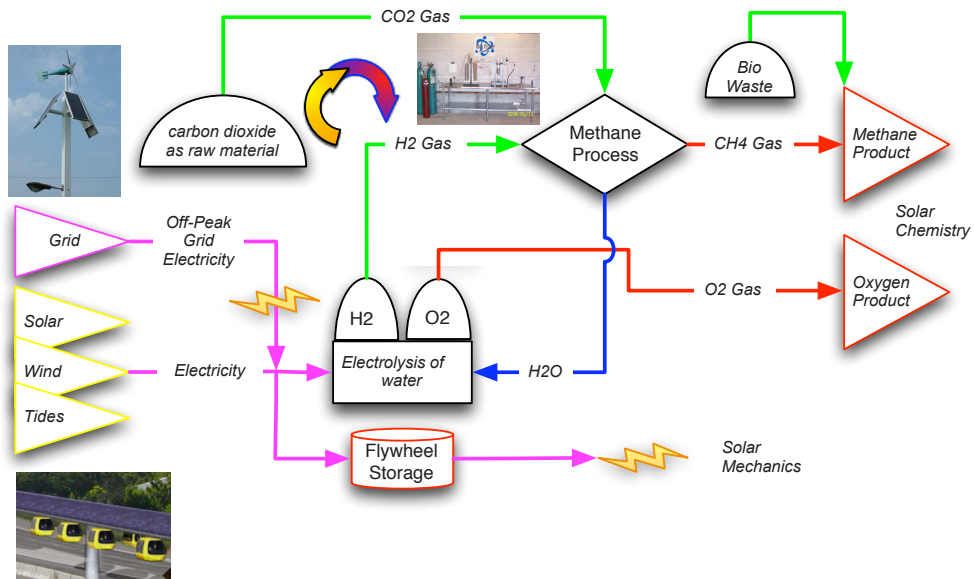 CO2 Gas
carbon dioxide
as raw material
H2 Gas
Methane
Process
CH4 Gas
Bio
Waste
Methane
Product
Solar
Chemistry
Grid
Off-Peak
Grid
Electricity
Solar
Wind
Tides
Electricity
H2
O2
Electrolysis of
water
H2O
O2 Gas
Oxygen
Product
Flywheel
Storage
Solar
Mechanics